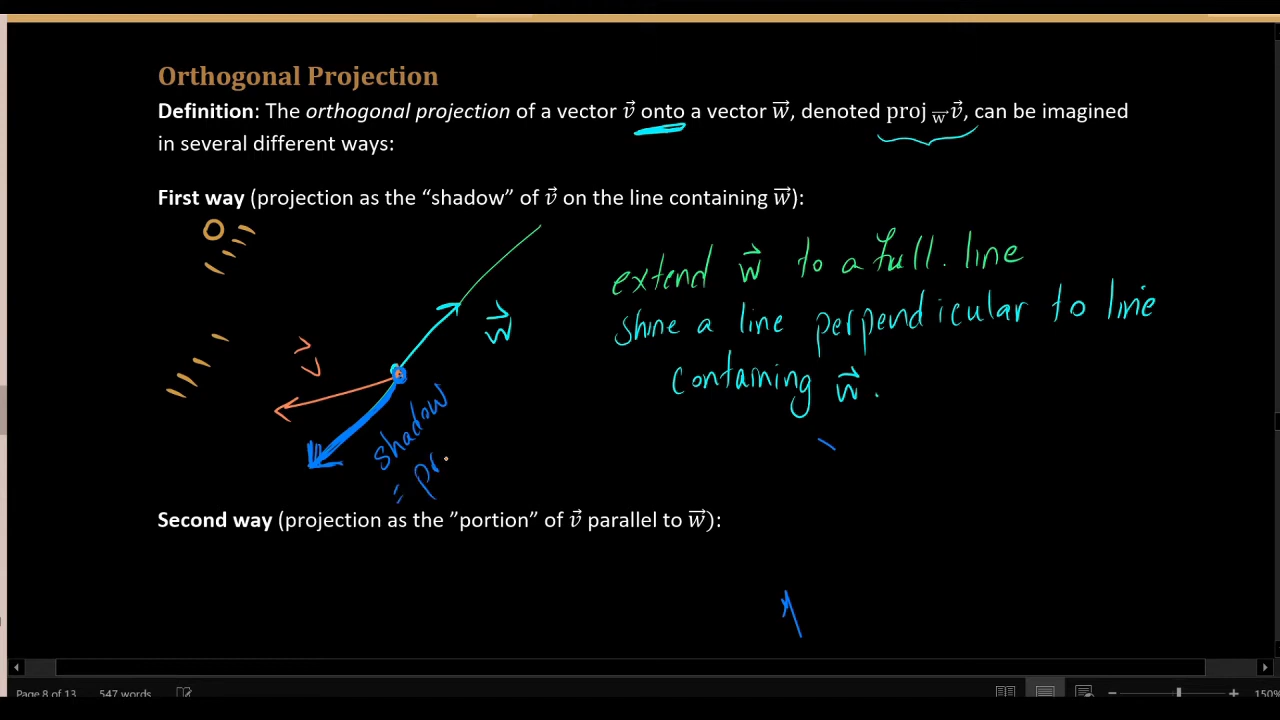 Orthogonal Projection
Definition: The orthogonal projection of a vector v⃗ onto a vector w⃗, denoted proj w⃗ v⃗, can be imagined
in several different ways:
First way (projection as the “shadow” of v⃗ on the line containing w⃗):
extend w⃗ to a full line
shine a line perpendicular to line
containing w⃗.
w⃗
v⃗
shadow
= pr
Second way (projection as the ”portion” of v⃗ parallel to w⃗):
Page 8 of 13 547 words 150%